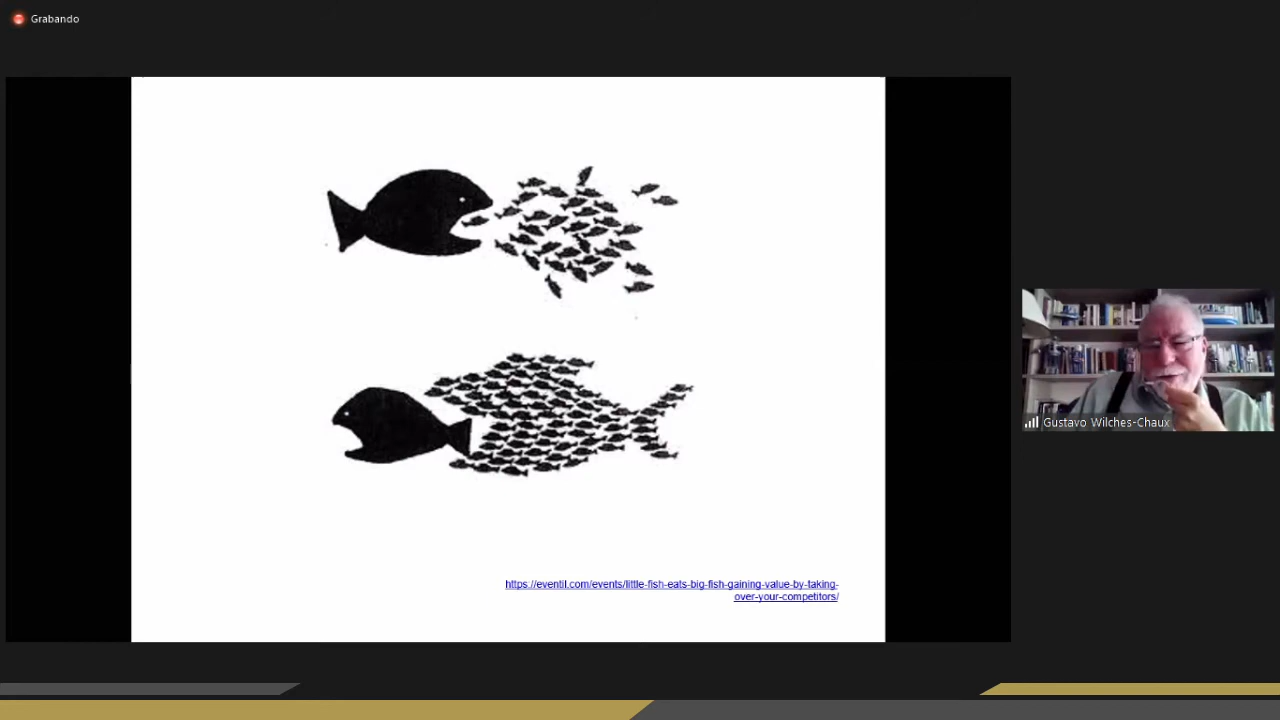 Grabando
https://eventil.com/events/little-fish-eats-big-fish-gaining-value-by-taking-
over-your-competitors/
Gustavo Wilches-Chaux